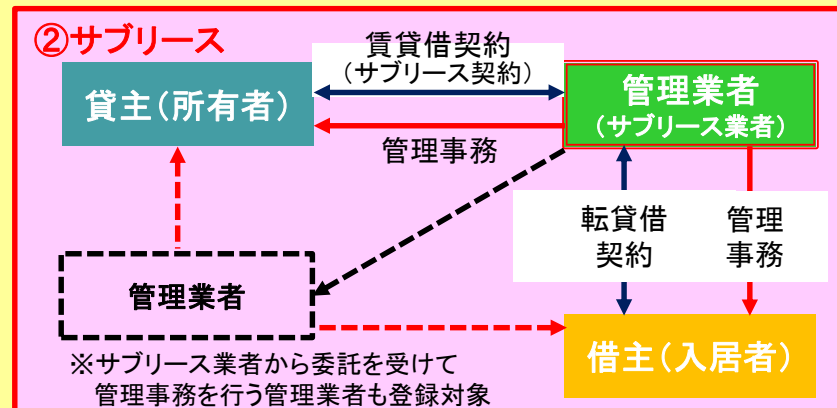 ②サブリース
賃貸借契約
（サブリース契約）
貸主（所有者）
管理業者
（サブリース業者）
管理事務
転貸借
契約
管理
事務
管理業者
借主（入居者）
※サブリース業者から委託を受けて
管理事務を行う管理業者も登録対象